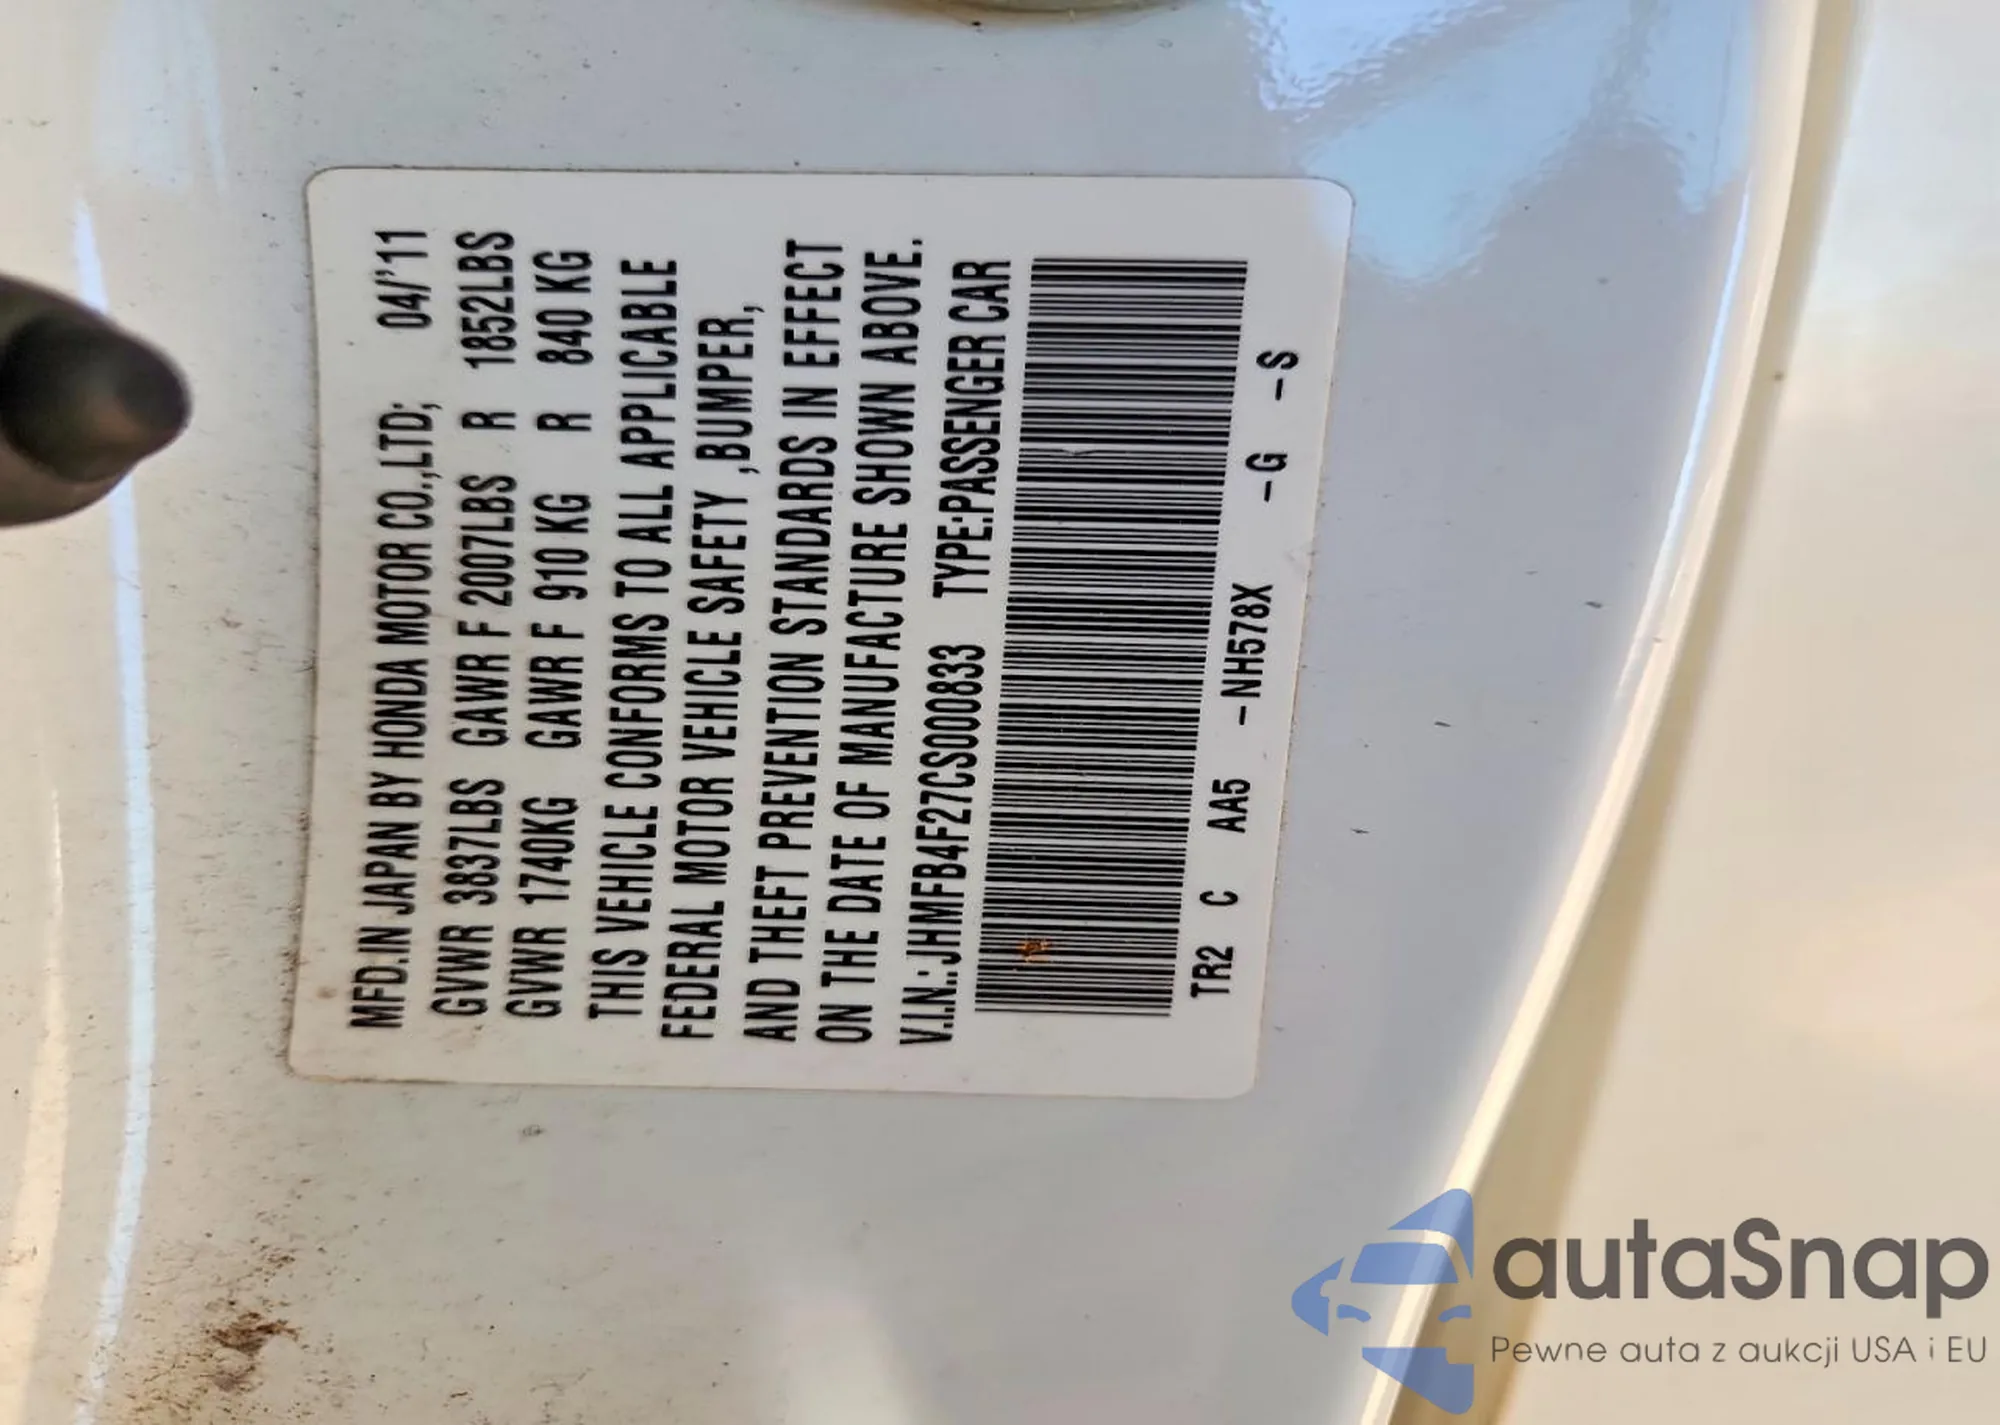 MFD.IN JAPAN BY HONDA MOTOR CO.,LTD; 04/'11
GVWR 3837LBS GAWR F 2007LBS R 1852LBS
GVWR 1740KG GAWR F 910 KG R 840 KG
THIS VEHICLE CONFORMS TO ALL APPLICABLE
FEDERAL MOTOR VEHICLE SAFETY ,BUMPER,
AND THEFT PREVENTION STANDARDS IN EFFECT
ON THE DATE OF MANUFACTURE SHOWN ABOVE.
V.I.N.:JHMFB4F27CS000833 TYPE:PASSENGER CAR
TR2 C AA5 -NH578X -G -S
autaSnap
Pewne auta z aukcji USA i EU